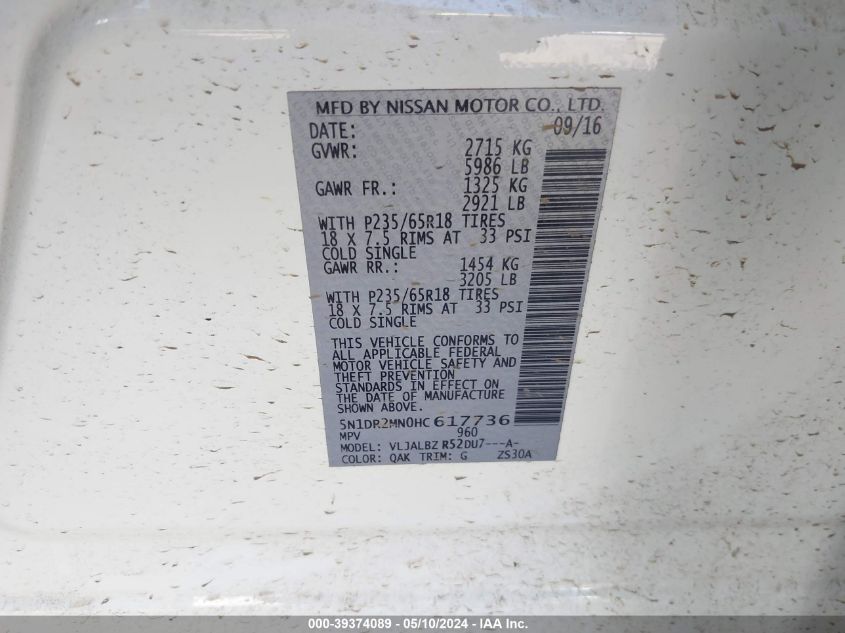 MFD BY NISSAN MOTOR CO., LTD.
DATE: 09/16
GVWR: 2715 KG
5986 LB
GAWR FR.: 1325 KG
2921 LB
WITH P235/65R18 TIRES
18 X 7.5 RIMS AT 33 PSI
COLD SINGLE
GAWR RR.: 1454 KG
3205 LB
WITH P235/65R18 TIRES
18 X 7.5 RIMS AT 33 PSI
COLD SINGLE
THIS VEHICLE CONFORMS TO
ALL APPLICABLE FEDERAL
MOTOR VEHICLE SAFETY AND
THEFT PREVENTION
STANDARDS IN EFFECT ON
THE DATE OF MANUFACTURE
SHOWN ABOVE.
5N1DR2MN0HC617736
MPV 960
MODEL: VLJALBZ R52DU7---A-
COLOR: QAK TRIM: G ZS30A
000-39374089 - 05/10/2024 - IAA Inc.